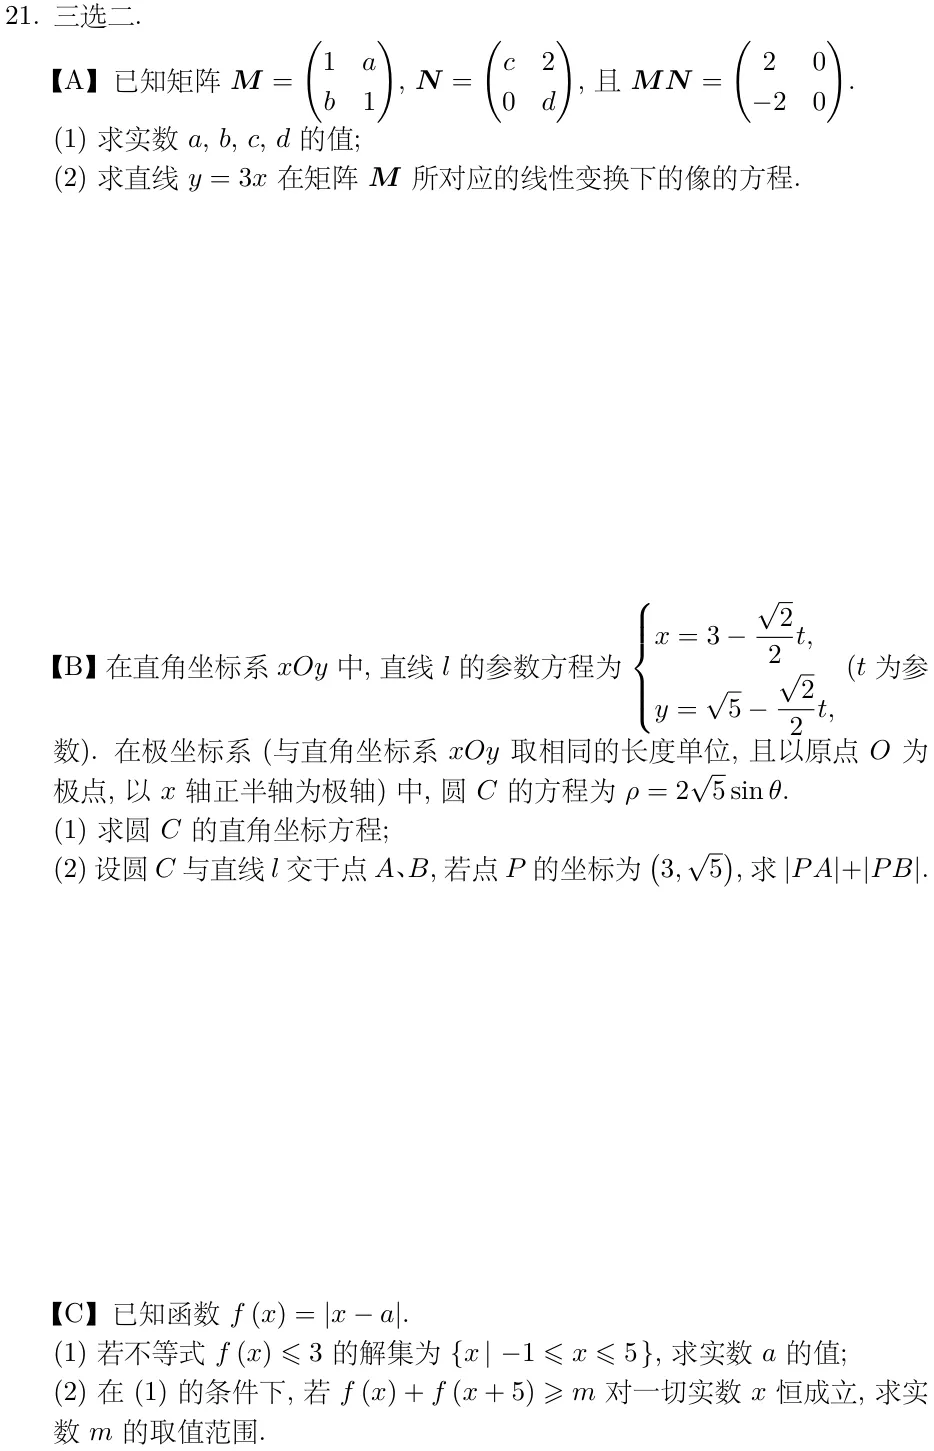 21. 三选二.
【A】已知矩阵 M = (1 a; b 1), N = (c 2; 0 d), 且 MN = (2 0; −2 0).
(1) 求实数 a, b, c, d 的值;
(2) 求直线 y = 3x 在矩阵 M 所对应的线性变换下的像的方程.
【B】在直角坐标系 xOy 中, 直线 l 的参数方程为 { x = 3 − √2/2 t, y = √5 − √2/2 t, (t 为参
数). 在极坐标系 (与直角坐标系 xOy 取相同的长度单位, 且以原点 O 为
极点, 以 x 轴正半轴为极轴) 中, 圆 C 的方程为 ρ = 2√5 sin θ.
(1) 求圆 C 的直角坐标方程;
(2) 设圆 C 与直线 l 交于点 A、B, 若点 P 的坐标为 (3, √5), 求 |PA|+|PB|.
【C】已知函数 f (x) = |x − a|.
(1) 若不等式 f (x) ⩽ 3 的解集为 {x | −1 ⩽ x ⩽ 5}, 求实数 a 的值;
(2) 在 (1) 的条件下, 若 f (x) + f (x + 5) ⩾ m 对一切实数 x 恒成立, 求实
数 m 的取值范围.